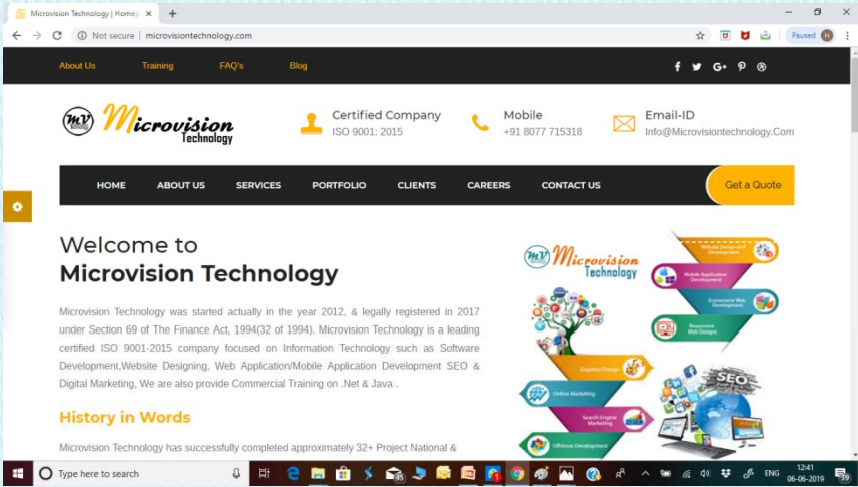 Microvision Technology | Home
Not secure | microvisiontechnology.com
Paused
H
About Us Training FAQ's Blog
MV
Technology
Microvision
Technology
Certified Company
ISO 9001: 2015
Mobile
+91 8077 715318
Email-ID
Info@Microvisiontechnology.Com
HOME ABOUT US SERVICES PORTFOLIO CLIENTS CAREERS CONTACT US
Get a Quote
Welcome to
Microvision Technology
Microvision Technology was started actually in the year 2012, & legally registered in 2017
under Section 69 of The Finance Act, 1994(32 of 1994). Microvision Technology is a leading
certified ISO 9001-2015 company focused on Information Technology such as Software
Development,Website Designing, Web Application/Mobile Application Development SEO &
Digital Marketing, We are also provide Commercial Training on .Net & Java .
History in Words
Microvision Technology has successfully completed approximately 32+ Project National &
MV
Microvision
Technology
Website Design and
Development
Mobile Application
Development
Ecommerce Web
Development
Responsive
Web Designs
Graphics Design
Online Marketing
Search Engine
Marketing
Offshore Development
SEO
Type here to search
ENG
12:41
06-06-2019